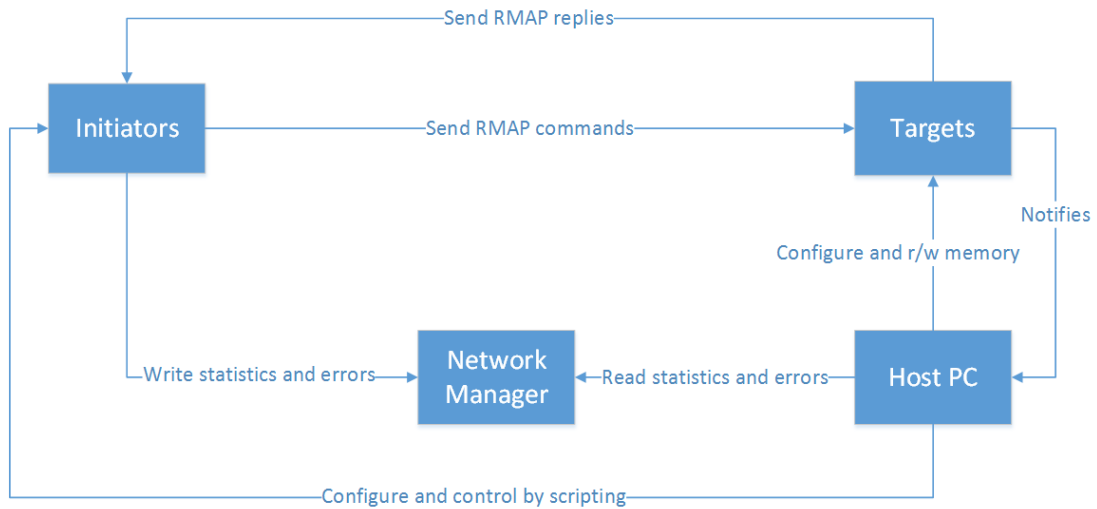 Send RMAP replies
Initiators
Send RMAP commands
Targets
Notifies
Configure and r/w memory
Network
Manager
Write statistics and errors
Read statistics and errors
Host PC
Configure and control by scripting